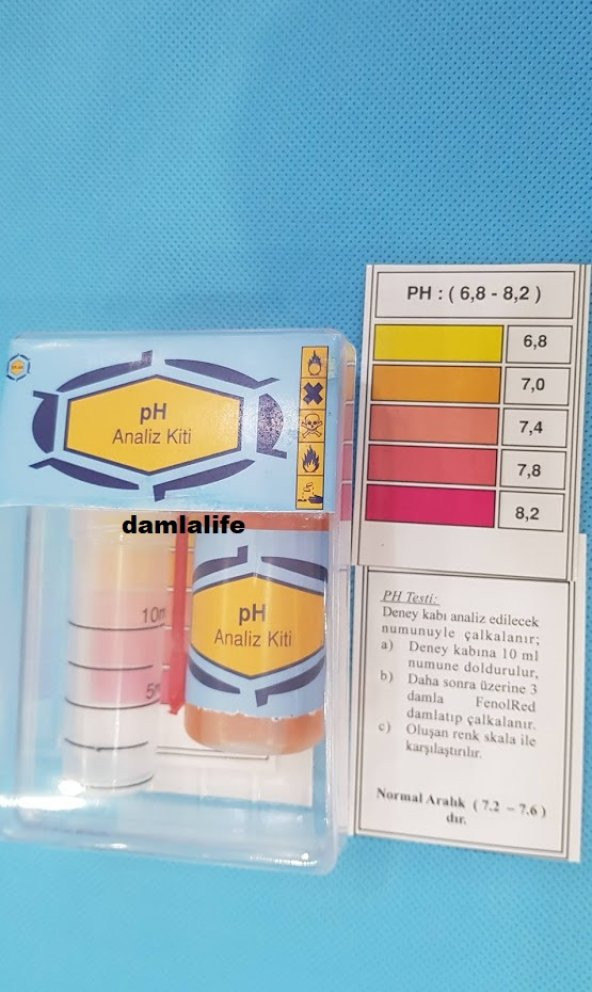 PH : ( 6,8 - 8,2 )
6,8
7,0
7,4
7,8
8,2
pH
Analiz Kiti
damlalife
10m
5m
pH
Analiz Kiti
PH Testi:
Deney kabı analiz edilecek
numunuyle çalkalanır;
a) Deney kabına 10 ml
numune doldurulur,
b) Daha sonra üzerine 3
damla FenolRed
damlatıp çalkalanır.
c) Oluşan renk skala ile
karşılaştırılır.
Normal Aralık ( 7.2 – 7.6 )
dır.